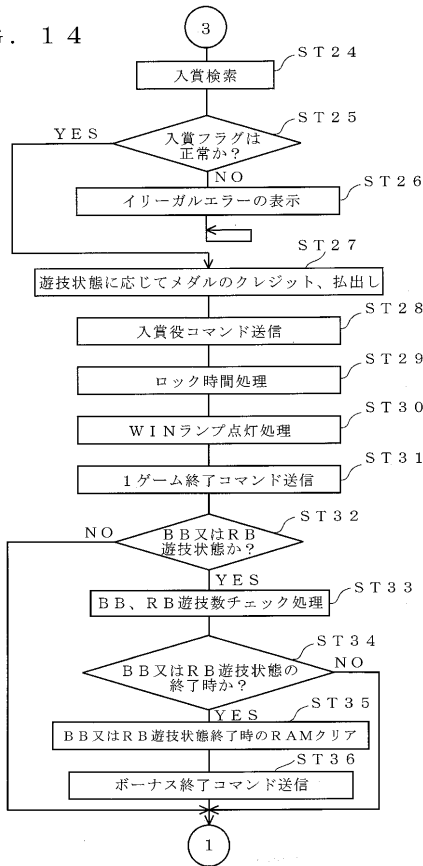 G. 14
3
ST24
入賞検索
ST25
YES
入賞フラグは
正常か?
NO
ST26
イリーガルエラーの表示
ST27
遊技状態に応じてメダルのクレジット、払出し
ST28
入賞役コマンド送信
ST29
ロック時間処理
ST30
WINランプ点灯処理
ST31
1ゲーム終了コマンド送信
ST32
NO
BB又はRB
遊技状態か?
YES
ST33
BB、RB遊技数チェック処理
ST34
BB又はRB遊技状態の
終了時か?
NO
YES
ST35
BB又はRB遊技状態終了時のRAMクリア
ST36
ボーナス終了コマンド送信
1